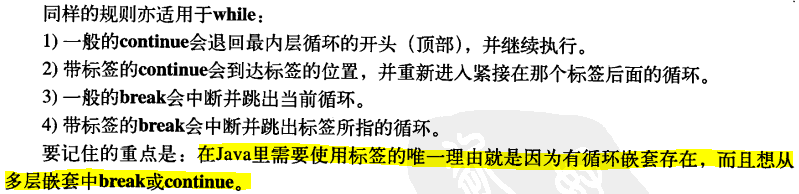 同样的规则亦适用于while：
1) 一般的continue会退回最内层循环的开头（顶部），并继续执行。
2) 带标签的continue会到达标签的位置，并重新进入紧接在那个标签后面的循环。
3) 一般的break会中断并跳出当前循环。
4) 带标签的break会中断并跳出标签所指的循环。
要记住的重点是：在Java里需要使用标签的唯一理由就是因为有循环嵌套存在，而且想从
多层嵌套中break或continue。